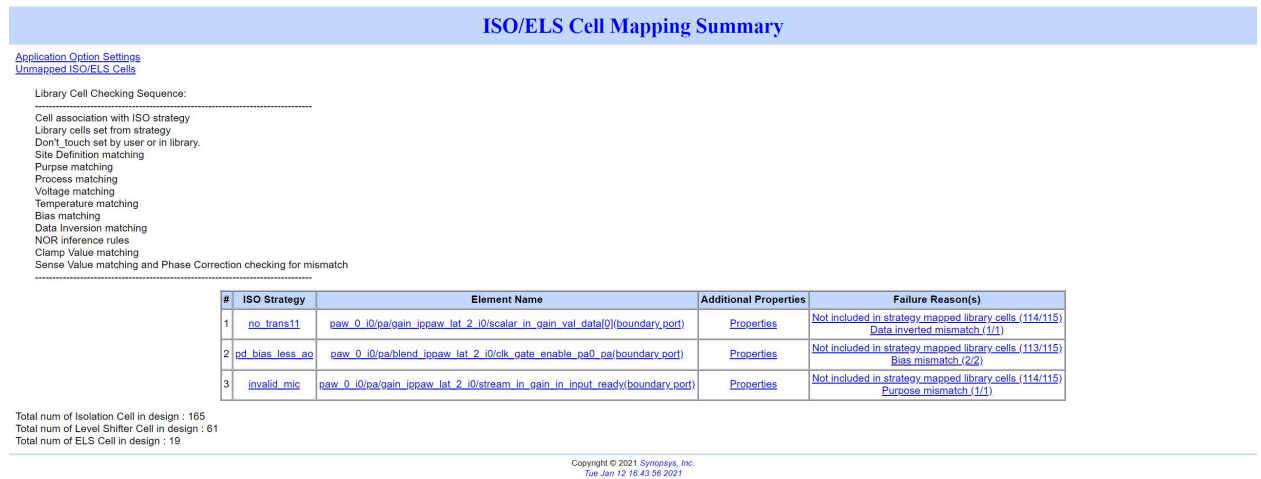 ISO/ELS Cell Mapping Summary
Application Option Settings
Unmapped ISO/ELS Cells
Library Cell Checking Sequence:
--------------------------------------------------------------------------------
Cell association with ISO strategy
Library cells set from strategy
Don't_touch set by user or in library.
Site Definition matching
Purpse matching
Process matching
Voltage matching
Temperature matching
Bias matching
Data Inversion matching
NOR inference rules
Clamp Value matching
Sense Value matching and Phase Correction checking for mismatch
--------------------------------------------------------------------------------
# ISO Strategy Element Name Additional Properties Failure Reason(s)
1 no_trans11 paw_0_i0/pa/gain_ippaw_lat_2_i0/scalar_in_gain_val_data[0](boundary port) Properties Not included in strategy mapped library cells (114/115)
Data inverted mismatch (1/1)
2 pd_bias_less_ao paw_0_i0/pa/blend_ippaw_lat_2_i0/clk_gate_enable_pa0_pa(boundary port) Properties Not included in strategy mapped library cells (113/115)
Bias mismatch (2/2)
3 invalid_mic paw_0_i0/pa/gain_ippaw_lat_2_i0/stream_in_gain_in_input_ready(boundary port) Properties Not included in strategy mapped library cells (114/115)
Purpose mismatch (1/1)
Total num of Isolation Cell in design : 165
Total num of Level Shifter Cell in design : 61
Total num of ELS Cell in design : 19
Copyright © 2021 Synopsys, Inc.
Tue Jan 12 16:43:56 2021